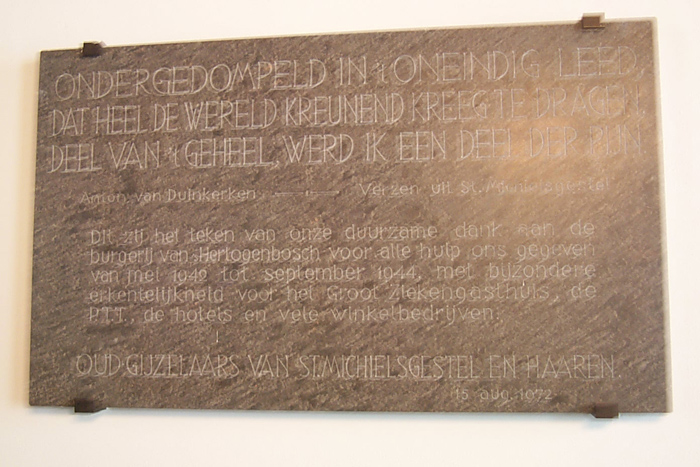 ONDERGEDOMPELD IN 't ONEINDIG LEED,
DAT HEEL DE WERELD KREUNEND KREEG TE DRAGEN,
DEEL VAN 't GEHEEL, WERD IK EEN DEEL DER PIJN
Anton van Duinkerken — Verzen uit St. Michielsgestel
Dit zij het teken van onze duurzame dank aan de
burgerij van 's Hertogenbosch voor alle hulp ons gegeven
van mei 1942 tot september 1944, met bijzondere
erkentelijkheid voor het Groot Ziekengasthuis, de
P.T.T., de hotels en vele winkelbedrijven.
OUD-GIJZELAARS VAN ST. MICHIELSGESTEL EN HAAREN.
15 aug. 1972